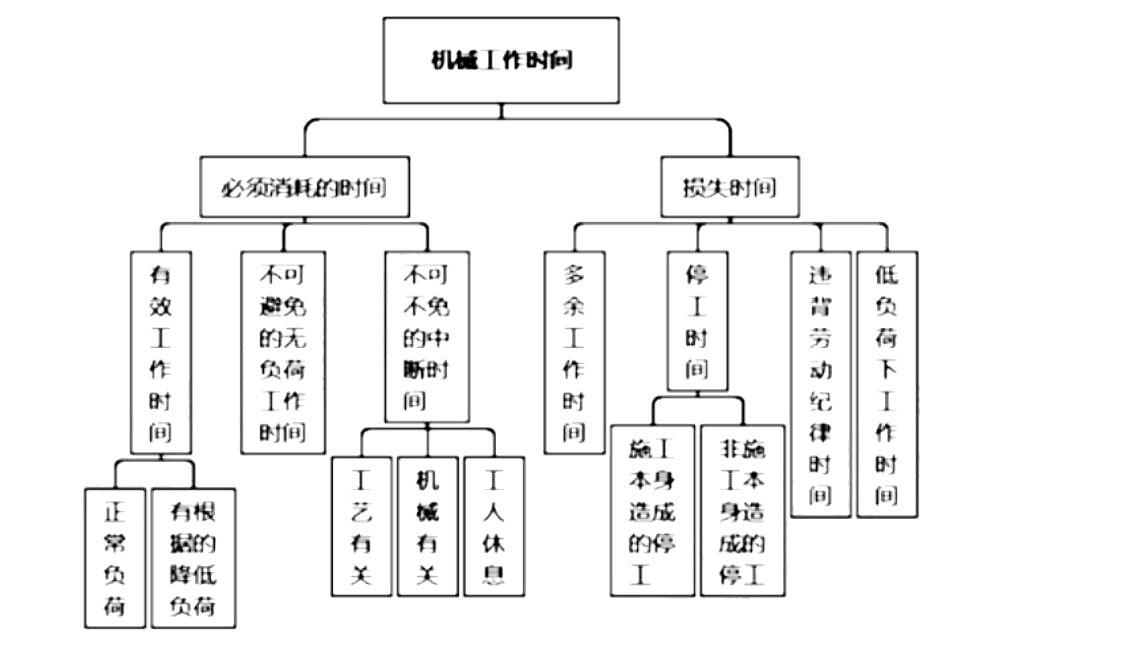 机械工作时间
必须消耗的时间
损失时间
有
效
工
作
时
间
不可
避免
的无
负荷
工作
时间
不可
不免
的中
断时
间
多
余
工
作
时
间
停
工
时
间
违
背
劳
动
纪
律
时
间
低
负
荷
下
工
作
时
间
正
常
负
荷
有根
据的
降低
负荷
工
艺
有
关
机
械
有
关
工
人
休
息
施工
本身
造成
的停
工
非施
工本
身造
成的
停工